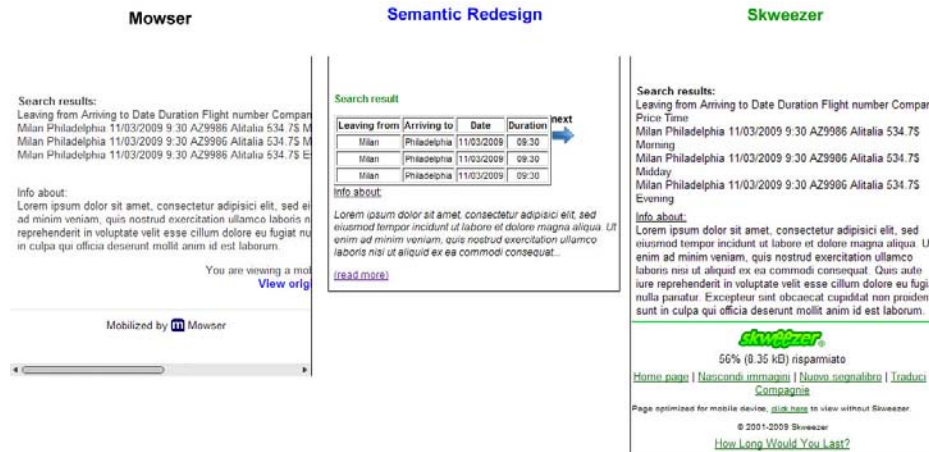 Mowser
Search results:
Leaving from Arriving to Date Duration Flight number Compan
Milan Philadelphia 11/03/2009 9:30 AZ9986 Alitalia 534.7$ M
Milan Philadelphia 11/03/2009 9:30 AZ9986 Alitalia 534.7$ M
Milan Philadelphia 11/03/2009 9:30 AZ9986 Alitalia 534.7$ E
Info about:
Lorem ipsum dolor sit amet, consectetur adipisici elit, sed ei
ad minim veniam, quis nostrud exercitation ullamco laboris n
reprehenderit in voluptate velit esse cillum dolore eu fugiat nu
in culpa qui officia deserunt mollit anim id est laborum.
You are viewing a mob
View origi
Mobilized by m Mowser
Semantic Redesign
Search result
Leaving from Arriving to Date Duration next
Milan Philadelphia 11/03/2009 09:30
Milan Philadelphia 11/03/2009 09:30
Milan Philadelphia 11/03/2009 09:30
Info about:
Lorem ipsum dolor sit amet, consectetur adipisici elit, sed
eiusmod tempor incidunt ut labore et dolore magna aliqua. Ut
enim ad minim veniam, quis nostrud exercitation ullamco
laboris nisi ut aliquid ex ea commodi consequat...
(read more)
Skweezer
Search results:
Leaving from Arriving to Date Duration Flight number Compan
Price Time
Milan Philadelphia 11/03/2009 9:30 AZ9986 Alitalia 534.7$
Morning
Milan Philadelphia 11/03/2009 9:30 AZ9986 Alitalia 534.7$
Midday
Milan Philadelphia 11/03/2009 9:30 AZ9986 Alitalia 534.7$
Evening
Info about:
Lorem ipsum dolor sit amet, consectetur adipisici elit, sed
eiusmod tempor incidunt ut labore et dolore magna aliqua. U
enim ad minim veniam, quis nostrud exercitation ullamco
laboris nisi ut aliquid ex ea commodi consequat. Quis aute
iure reprehenderit in voluptate velit esse cillum dolore eu fugi
nulla pariatur. Excepteur sint obcaecat cupiditat non proiden
sunt in culpa qui officia deserunt mollit anim id est laborum.
skweezer
56% (8.35 kB) risparmiato
Home page | Nascondi immagini | Nuovo segnalibro | Traduci
Compagnie
Page optimized for mobile device, click here to view without Skweezer.
© 2001-2009 Skweezer
How Long Would You Last?